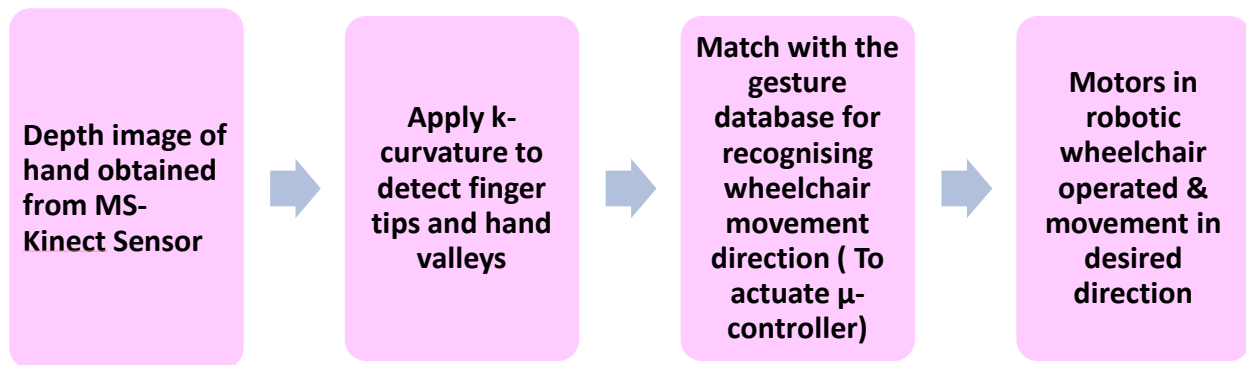 Depth image of
hand obtained
from MS-
Kinect Sensor
Apply k-
curvature to
detect finger
tips and hand
valleys
Match with the
gesture
database for
recognising
wheelchair
movement
direction ( To
actuate μ-
controller)
Motors in
robotic
wheelchair
operated &
movement in
desired
direction